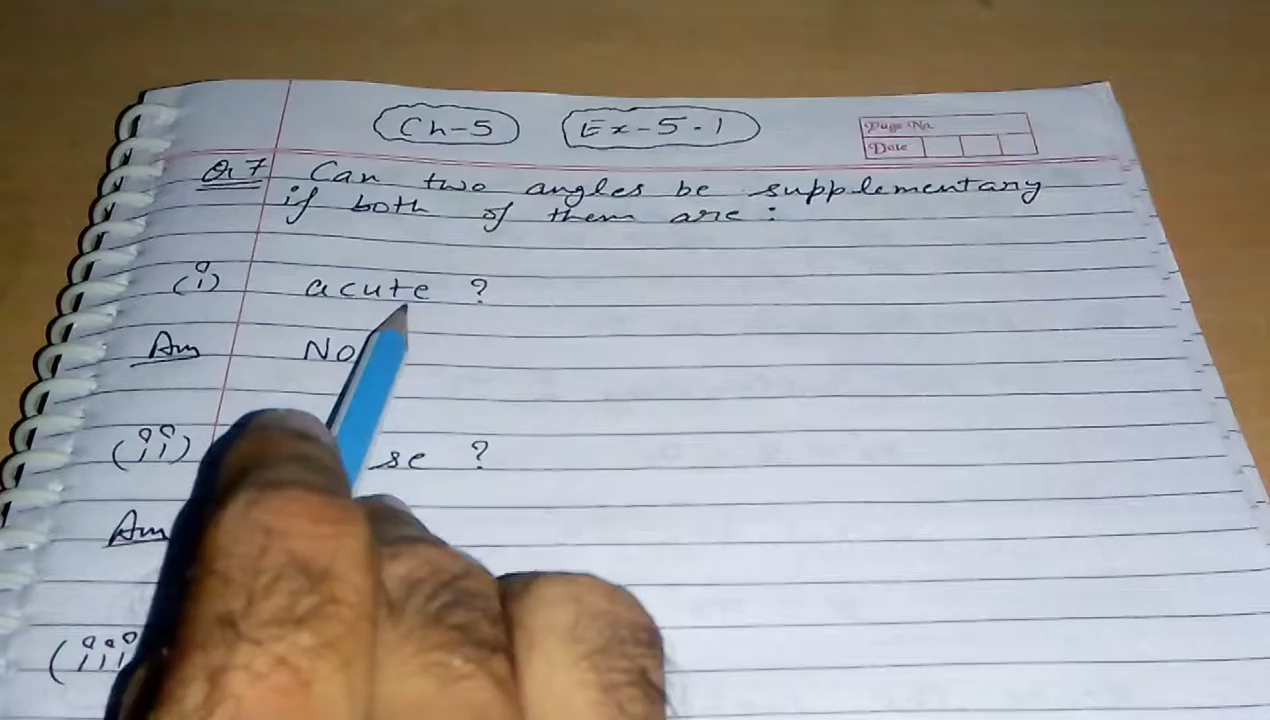 Ch-5 Ex-5.1
Page No.
Date
Q.7 Can two angles be supplementary
if both of them are:
(i) acute ?
Ans No
(ii) se ?
Ans
(iii